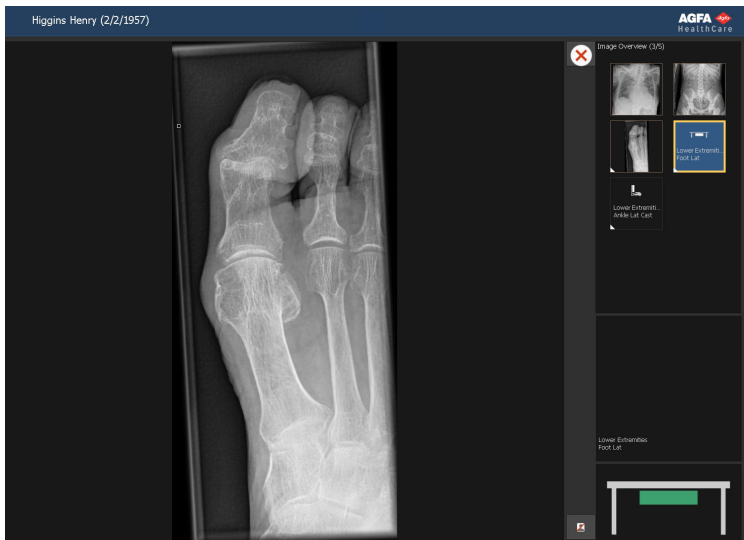 Higgins Henry (2/2/1957)
AGFA
HealthCare
Image Overview (3/5)
Lower Extremiti...
Foot Lat
Lower Extremiti...
Ankle Lat Cast
Lower Extremities
Foot Lat